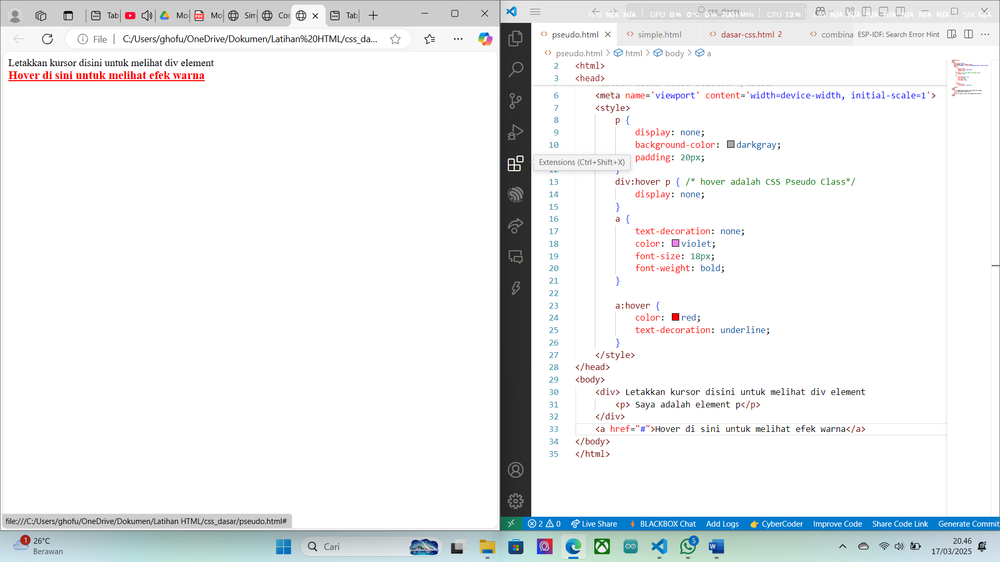 Tab
Mo
Mo
Sim
Cor
Tab
File
C:/Users/ghofu/OneDrive/Dokumen/Latihan%20HTML/css_da...
Letakkan kursor disini untuk melihat div element
Hover di sini untuk melihat efek warna
file:///C:/Users/ghofu/OneDrive/Dokumen/Latihan HTML/css_dasar/pseudo.html#
css_dasar
FPS N/A N/A GPU 0 % 0 °C 0 W 7001 MHz CPU 13 % N/A N/A N/A N/A N/A N/A N/A SM N/A
pseudo.html
simple.html
dasar-css.html 2
combina
ESP-IDF: Search Error Hint
pseudo.html > html > body > a
2 <html>
3 <head>
6 <meta name='viewport' content='width=device-width, initial-scale=1'>
7 <style>
8 p {
9 display: none;
10 background-color: darkgray;
padding: 20px;
Extensions (Ctrl+Shift+X)
12 }
13 div:hover p { /* hover adalah CSS Pseudo Class*/
14 display: none;
15 }
16 a {
17 text-decoration: none;
18 color: violet;
19 font-size: 18px;
20 font-weight: bold;
21 }
22
23 a:hover {
24 color: red;
25 text-decoration: underline;
26 }
27 </style>
28 </head>
29 <body>
30 <div> Letakkan kursor disini untuk melihat div element
31 <p> Saya adalah element p</p>
32 </div>
33 <a href="#">Hover di sini untuk melihat efek warna</a>
34 </body>
35 </html>
2 0 Live Share BLACKBOX Chat Add Logs CyberCoder Improve Code Share Code Link Generate Commit
1
26°C
Berawan
Cari
5
20.46
17/03/2025